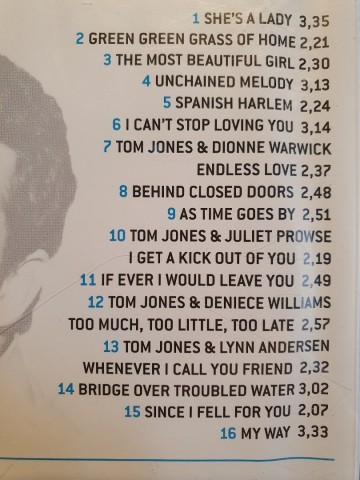 1 SHE'S A LADY 3,35
2 GREEN GREEN GRASS OF HOME 2,21
3 THE MOST BEAUTIFUL GIRL 2,30
4 UNCHAINED MELODY 3,13
5 SPANISH HARLEM 2,24
6 I CAN'T STOP LOVING YOU 3,14
7 TOM JONES & DIONNE WARWICK
ENDLESS LOVE 2,37
8 BEHIND CLOSED DOORS 2,48
9 AS TIME GOES BY 2,51
10 TOM JONES & JULIET PROWSE
I GET A KICK OUT OF YOU 2,19
11 IF EVER I WOULD LEAVE YOU 2,49
12 TOM JONES & DENIECE WILLIAMS
TOO MUCH, TOO LITTLE, TOO LATE 2,57
13 TOM JONES & LYNN ANDERSEN
WHENEVER I CALL YOU FRIEND 2,32
14 BRIDGE OVER TROUBLED WATER 3,02
15 SINCE I FELL FOR YOU 2,07
16 MY WAY 3,33